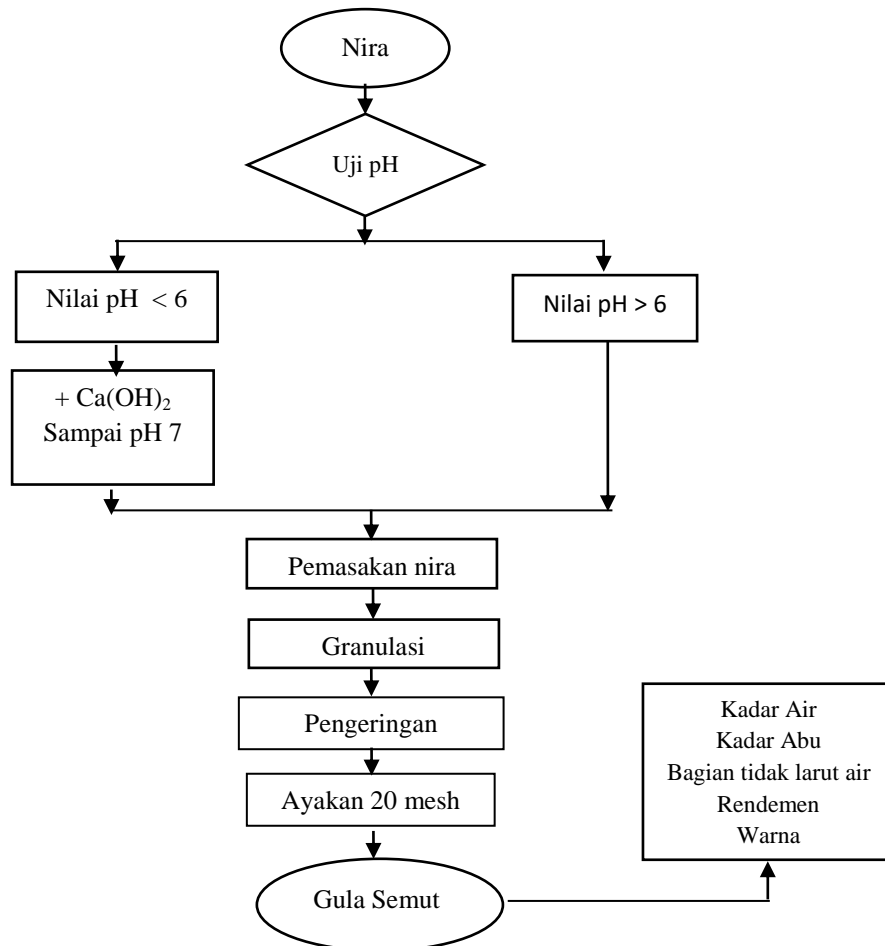 Nira
Uji pH
Nilai pH < 6
Nilai pH > 6
+ Ca(OH)₂
Sampai pH 7
Pemasakan nira
Granulasi
Pengeringan
Ayakan 20 mesh
Gula Semut
Kadar Air
Kadar Abu
Bagian tidak larut air
Rendemen
Warna